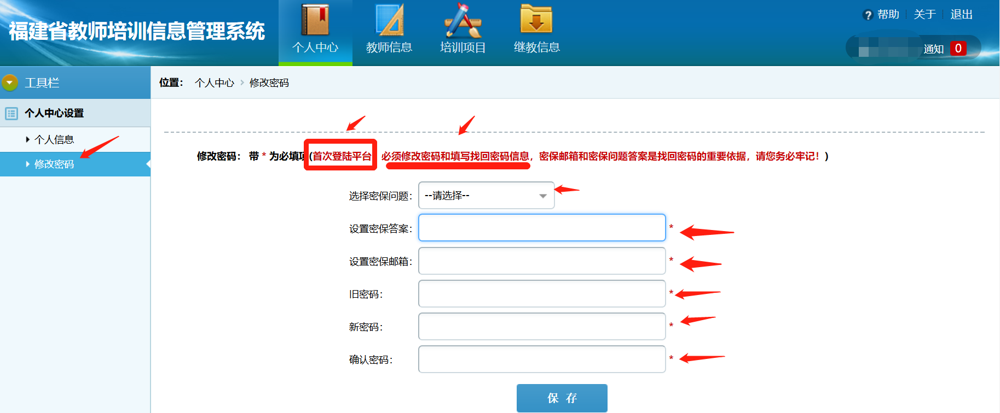 福建省教师培训信息管理系统
个人中心
教师信息
培训项目
继教信息
? 帮助
关于
退出
通知 0
工具栏
位置： 个人中心 > 修改密码
个人中心设置
个人信息
修改密码
修改密码： 带 * 为必填项(首次登陆平台 必须修改密码和填写找回密码信息，密保邮箱和密保问题答案是找回密码的重要依据，请您务必牢记！)
选择密保问题： --请选择--
设置密保答案： *
设置密保邮箱： *
旧密码： *
新密码： *
确认密码： *
保 存